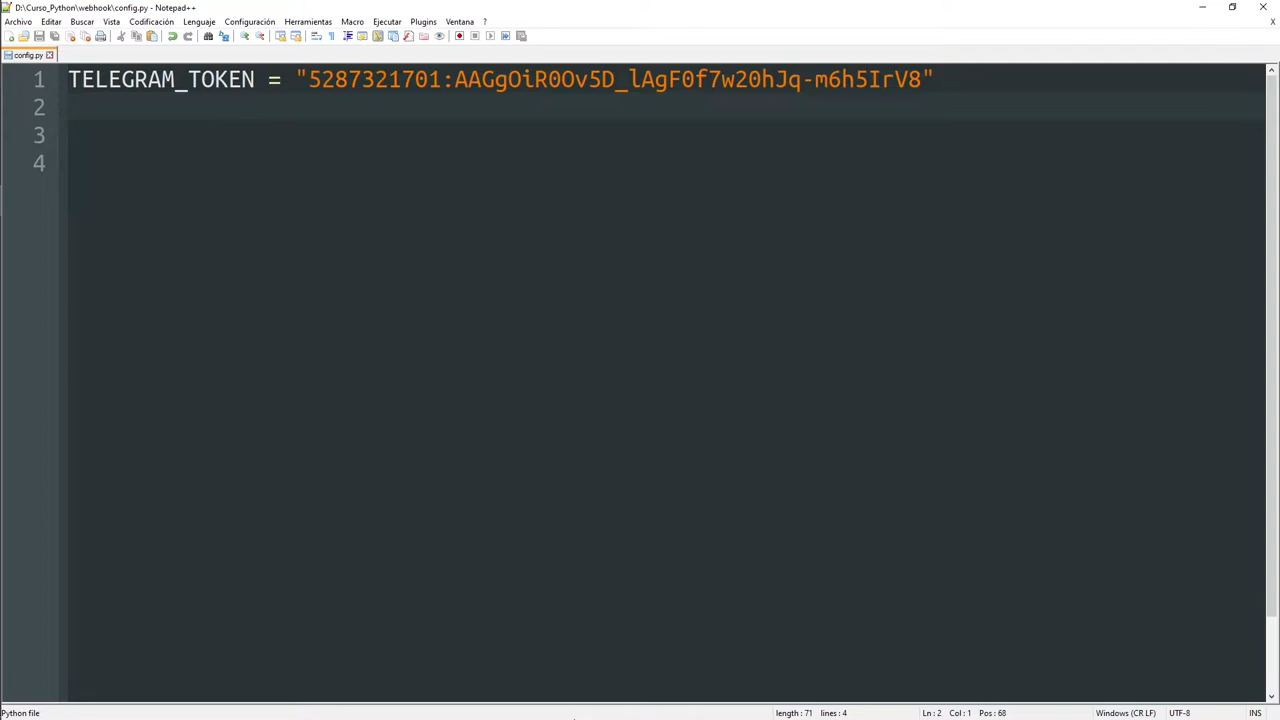 D:\Curso_Python\webhook\config.py - Notepad++
Archivo Editar Buscar Vista Codificación Lenguaje Configuración Herramientas Macro Ejecutar Plugins Ventana ?
config.py
1 TELEGRAM_TOKEN = "5287321701:AAGgOiR0Ov5D_lAgF0f7w20hJq-m6h5IrV8"
2
3
4
Python file length : 71 lines : 4 Ln : 2 Col : 1 Pos : 68 Windows (CR LF) UTF-8 INS